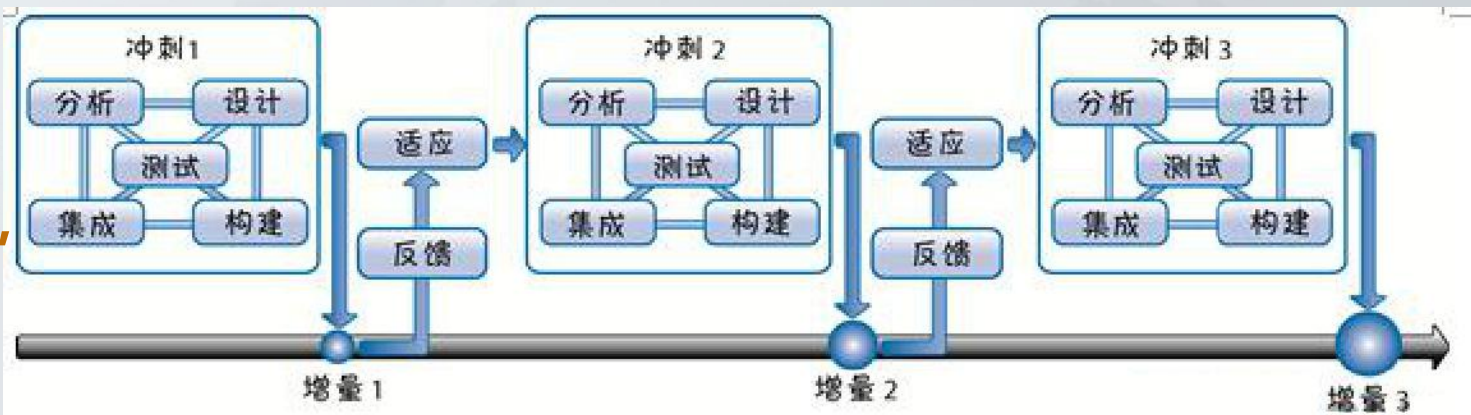 冲刺1
分析
设计
测试
集成
构建
适应
反馈
增量1
冲刺2
分析
设计
测试
集成
构建
适应
反馈
增量2
冲刺3
分析
设计
测试
集成
构建
增量3